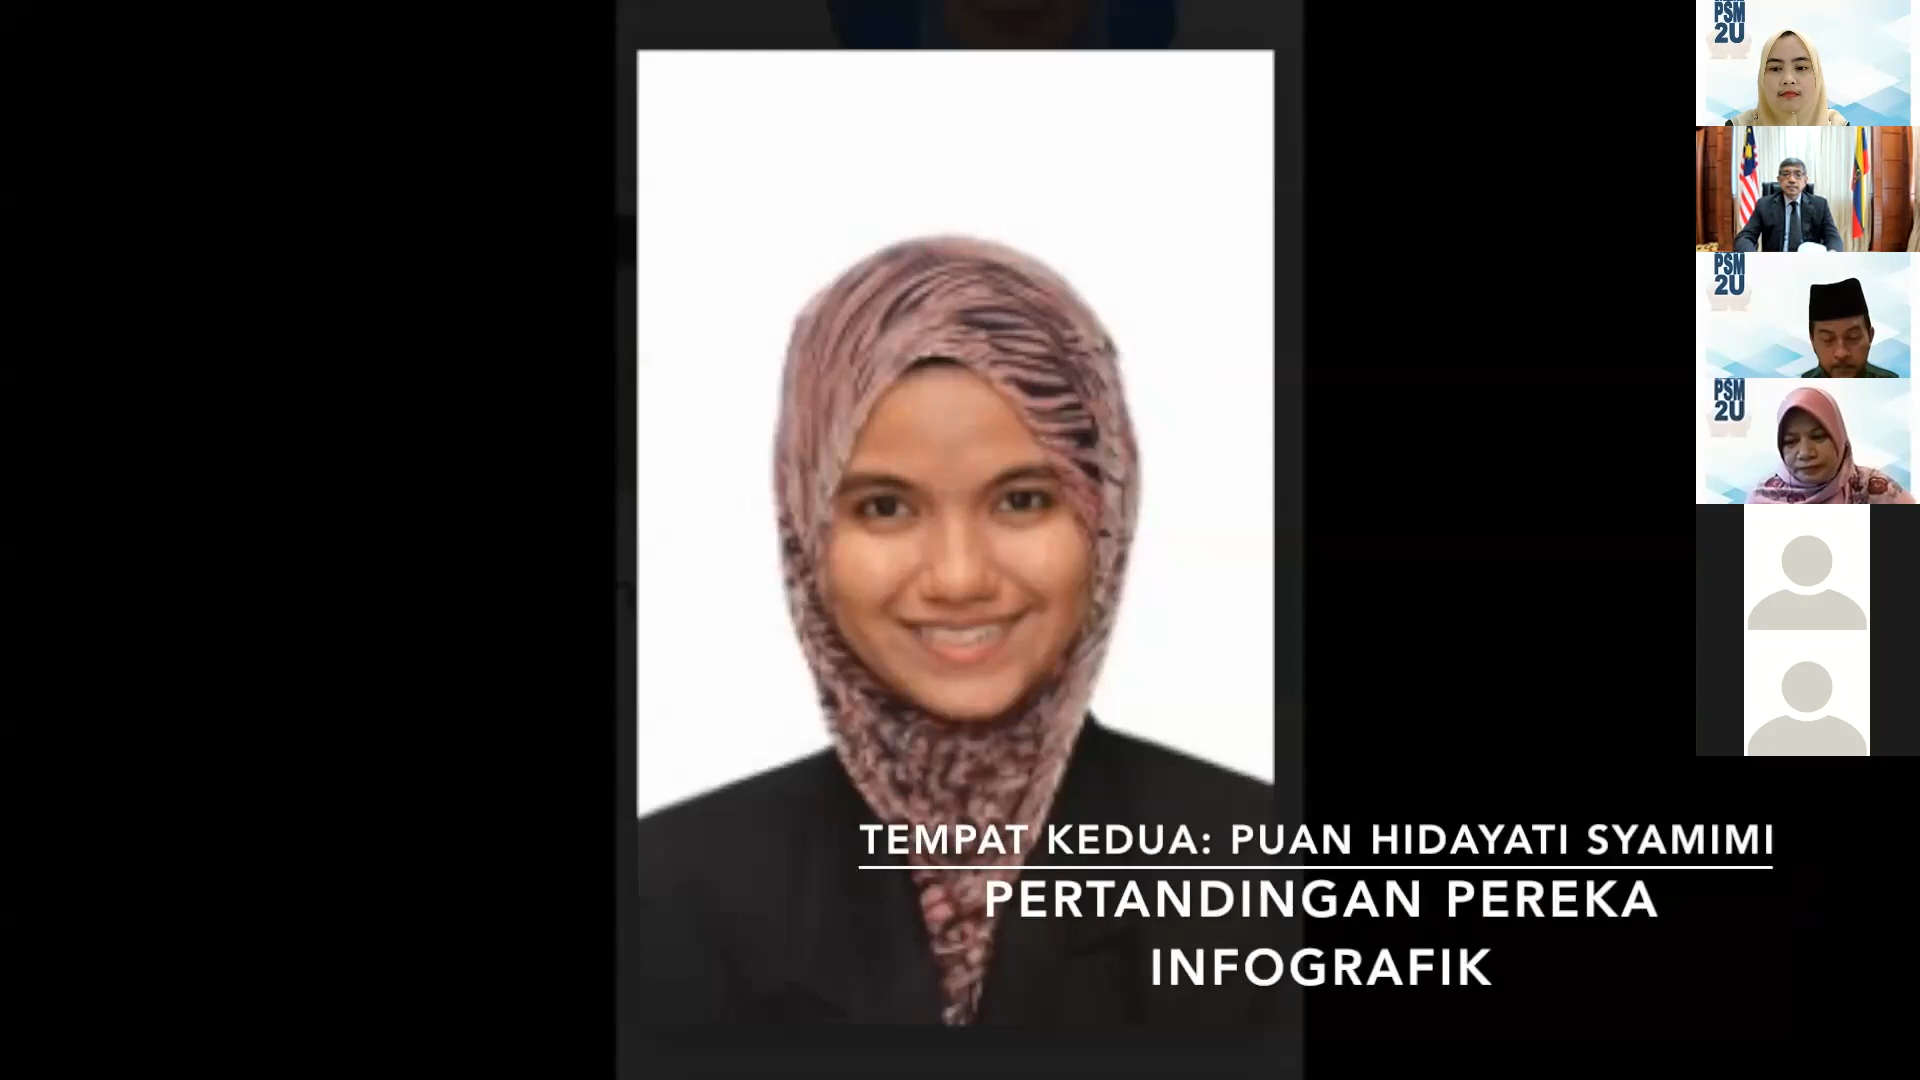 PSM
2U
PSM
2U
PSM
2U
TEMPAT KEDUA: PUAN HIDAYATI SYAMIMI
PERTANDINGAN PEREKA
INFOGRAFIK